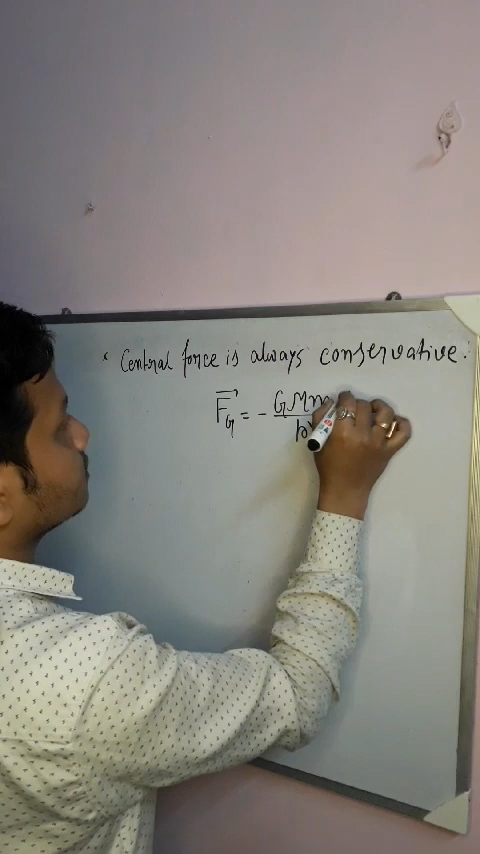 Central force is always conservative.
F⃗G = - GMm